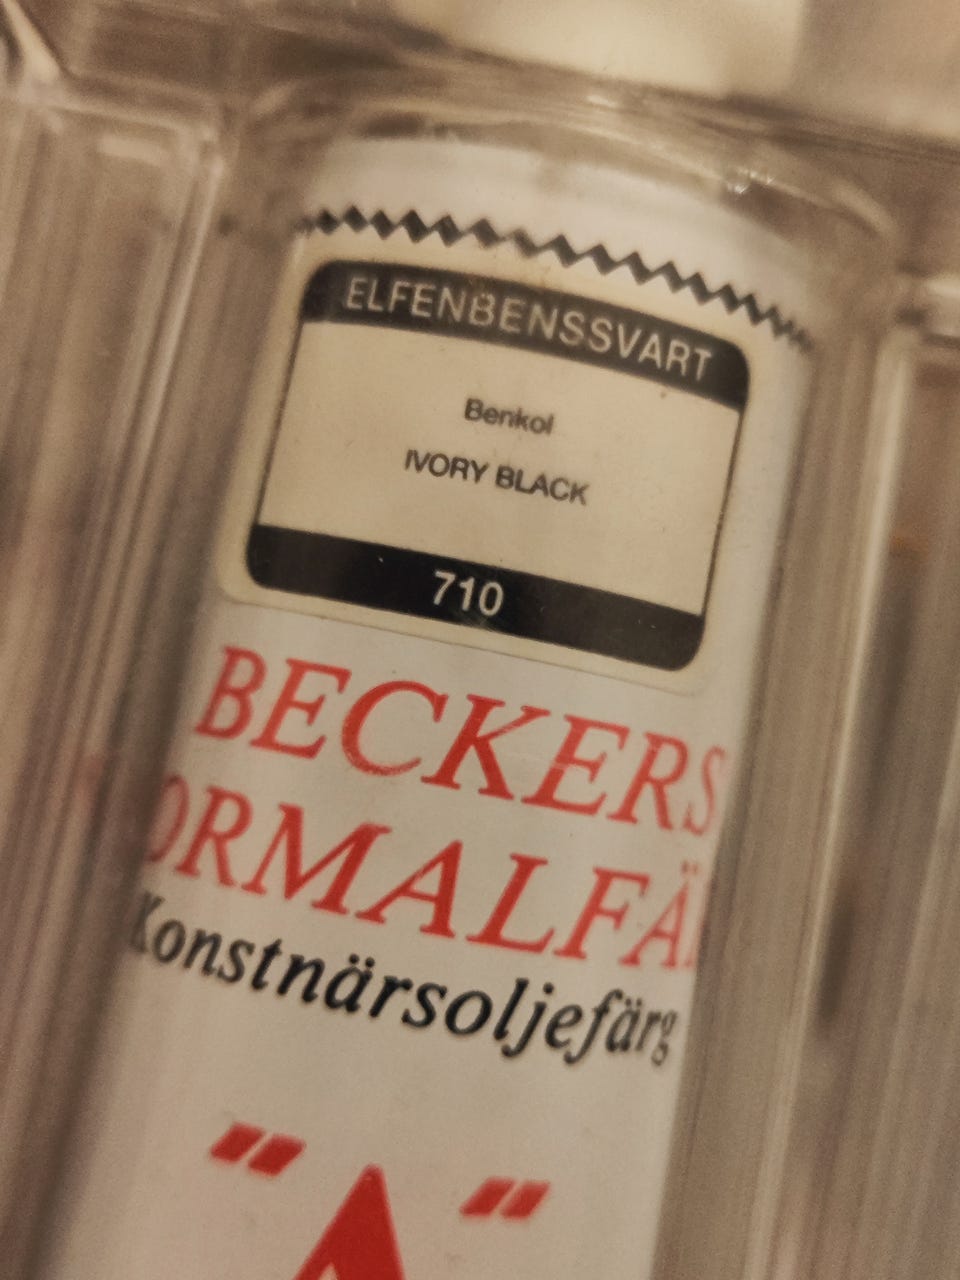 ELFENBENSSVART
Benkol
IVORY BLACK
710
BECKERS
ORMALFÄ
Konstnärsoljefärg
"A"